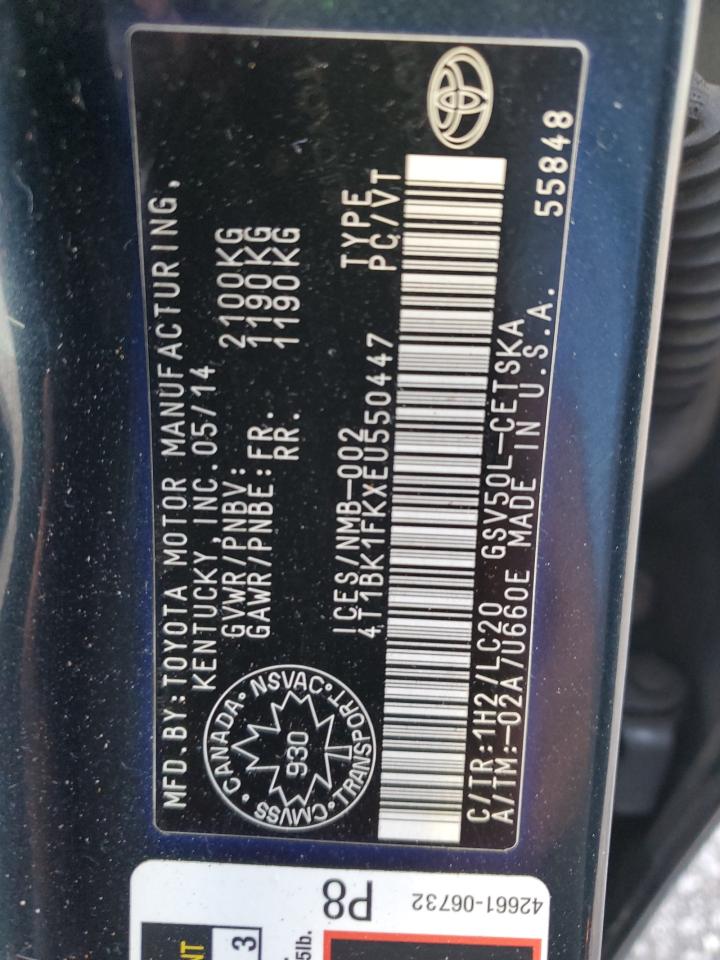 MFD.BY:TOYOTA MOTOR MANUFACTURING,
KENTUCKY,INC.05/14
GVWR/PNBV: 2100KG
GAWR/PNBE:FR. 1190KG
RR. 1190KG
CANADA • NSVAC • TRANSPORT • CMVSS •
930
ICES/NMB-002 TYPE
4T1BK1FKXEU550447 PC/VT
C/TR:1H2/LC20 GSV50L-CETSKA
A/TM:-02A/U660E MADE IN U.S.A.
55848
P8
42661-06732
NT
3
5lb.